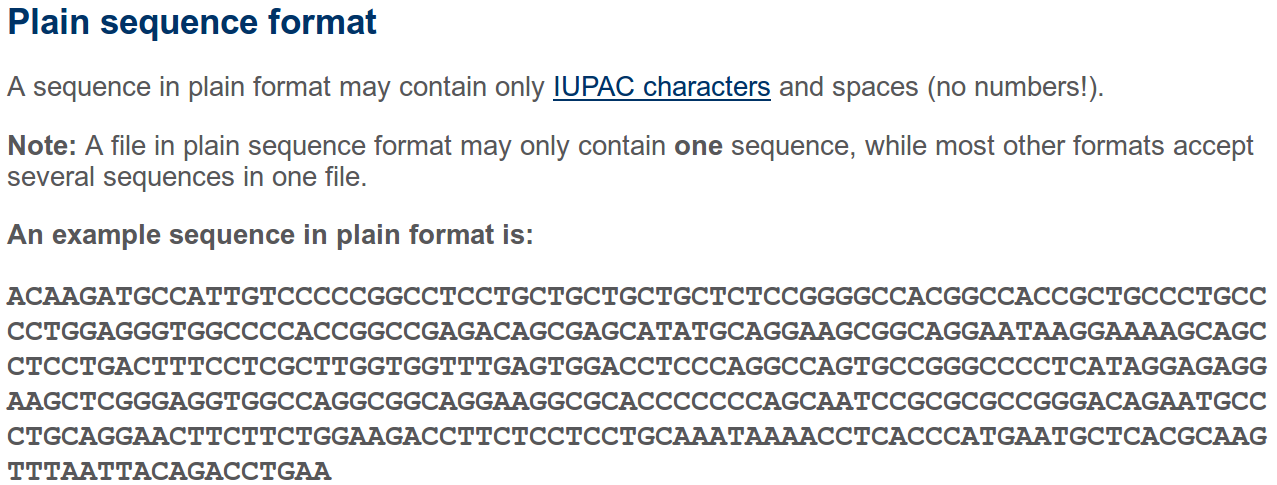 Plain sequence format
A sequence in plain format may contain only IUPAC characters and spaces (no numbers!).
Note: A file in plain sequence format may only contain one sequence, while most other formats accept
several sequences in one file.
An example sequence in plain format is:
ACAAGATGCCATTGTCCCCCGGCCTCCTGCTGCTGCTGCTCTCCGGGGCCACGGCCACCGCTGCCCTGCC
CCTGGAGGGTGGCCCCACCGGCCGAGACAGCGAGCATATGCAGGAAGCGGCAGGAATAAGGAAAAGCAGC
CTCCTGACTTTCCTCGCTTGGTGGTTTGAGTGGACCTCCCAGGCCAGTGCCGGGCCCCTCATAGGAGAGG
AAGCTCGGGAGGTGGCCAGGCGGCAGGAAGGCGCACCCCCCCAGCAATCCGCGCGCCGGGACAGAATGCC
CTGCAGGAACTTCTTCTGGAAGACCTTCTCCTCCTGCAAATAAAACCTCACCCATGAATGCTCACGCAAG
TTTAATTACAGACCTGAA